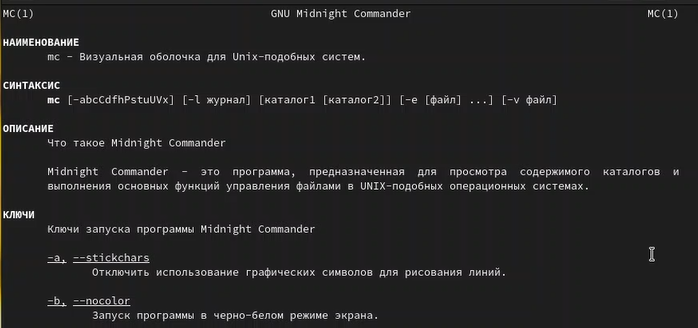 MC(1) GNU Midnight Commander MC(1)
НАИМЕНОВАНИЕ
mc - Визуальная оболочка для Unix-подобных систем.
СИНТАКСИС
mc [-abcCdfhPstuUVx] [-l журнал] [каталог1 [каталог2]] [-e [файл] ...] [-v файл]
ОПИСАНИЕ
Что такое Midnight Commander
Midnight Commander - это программа, предназначенная для просмотра содержимого каталогов и
выполнения основных функций управления файлами в UNIX-подобных операционных системах.
КЛЮЧИ
Ключи запуска программы Midnight Commander
-a, --stickchars
Отключить использование графических символов для рисования линий.
-b, --nocolor
Запуск программы в черно-белом режиме экрана.